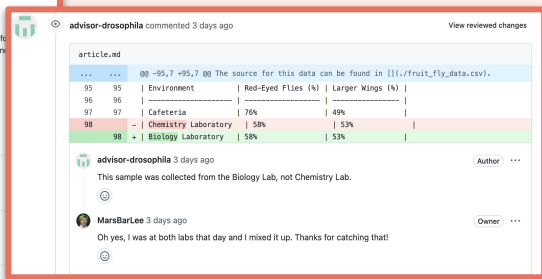 advisor-drosophila commented 3 days ago View reviewed changes
article.md
... ... @@ -95,7 +95,7 @@ The source for this data can be found in [](./fruit_fly_data.csv).
95 95 | Environment | Red-Eyed Flies (%) | Larger Wings (%) |
96 96 | ------------------ | ------------------ | ---------------- |
97 97 | Cafeteria | 76% | 49% |
98 - | Chemistry Laboratory | 58% | 53% |
98 + | Biology Laboratory | 58% | 53% |
advisor-drosophila 3 days ago Author ...
This sample was collected from the Biology Lab, not Chemistry Lab.
MarsBarLee 3 days ago Owner ...
Oh yes, I was at both labs that day and I mixed it up. Thanks for catching that!